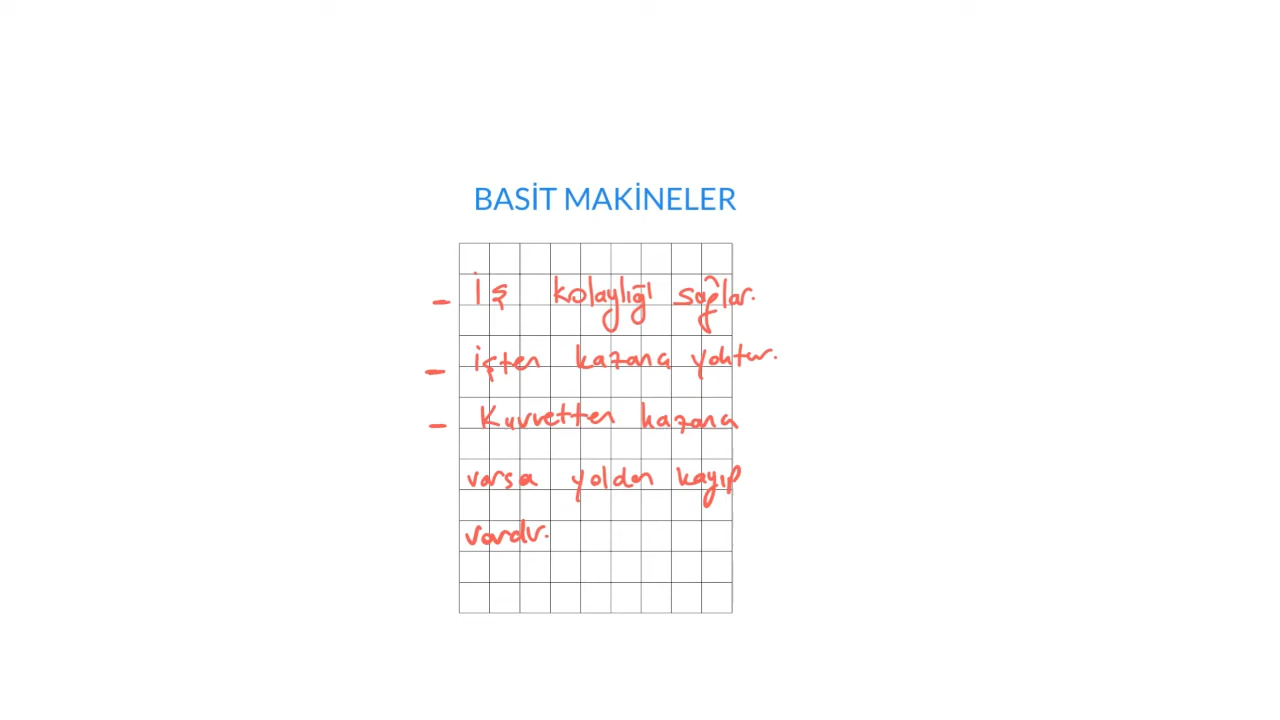 BASİT MAKİNELER
- İş kolaylığı sağlar.
- İşten kazanç yoktur.
- Kuvvetten kazanç
varsa yoldan kayıp
vardır.